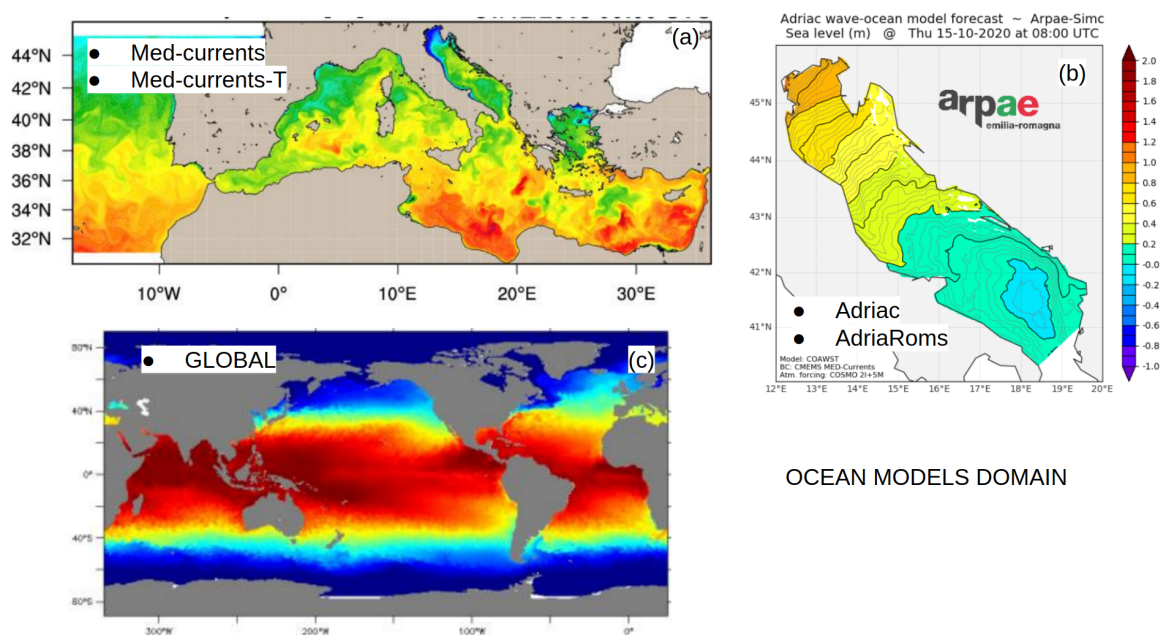 (a)
Med-currents
Med-currents-T
44°N
42°N
40°N
38°N
36°N
34°N
32°N
10°W 0° 10°E 20°E 30°E
Adriac wave-ocean model forecast ~ Arpae-Simc
Sea level (m) @ Thu 15-10-2020 at 08:00 UTC
(b)
arpae
emilia-romagna
45°N
44°N
43°N
42°N
41°N
Adriac
AdriaRoms
Model: COAWST
BC: CMEMS MED-Currents
Atm. forcing: COSMO 2I+5M
12°E 13°E 14°E 15°E 16°E 17°E 18°E 19°E 20°E
2.0
1.8
1.6
1.4
1.2
1.0
0.8
0.6
0.4
0.2
-0.0
-0.2
-0.4
-0.6
-0.8
-1.0
GLOBAL
(c)
80°N
40°N
0°
40°S
80°S
300°W 200°W 100°W 0°
OCEAN MODELS DOMAIN